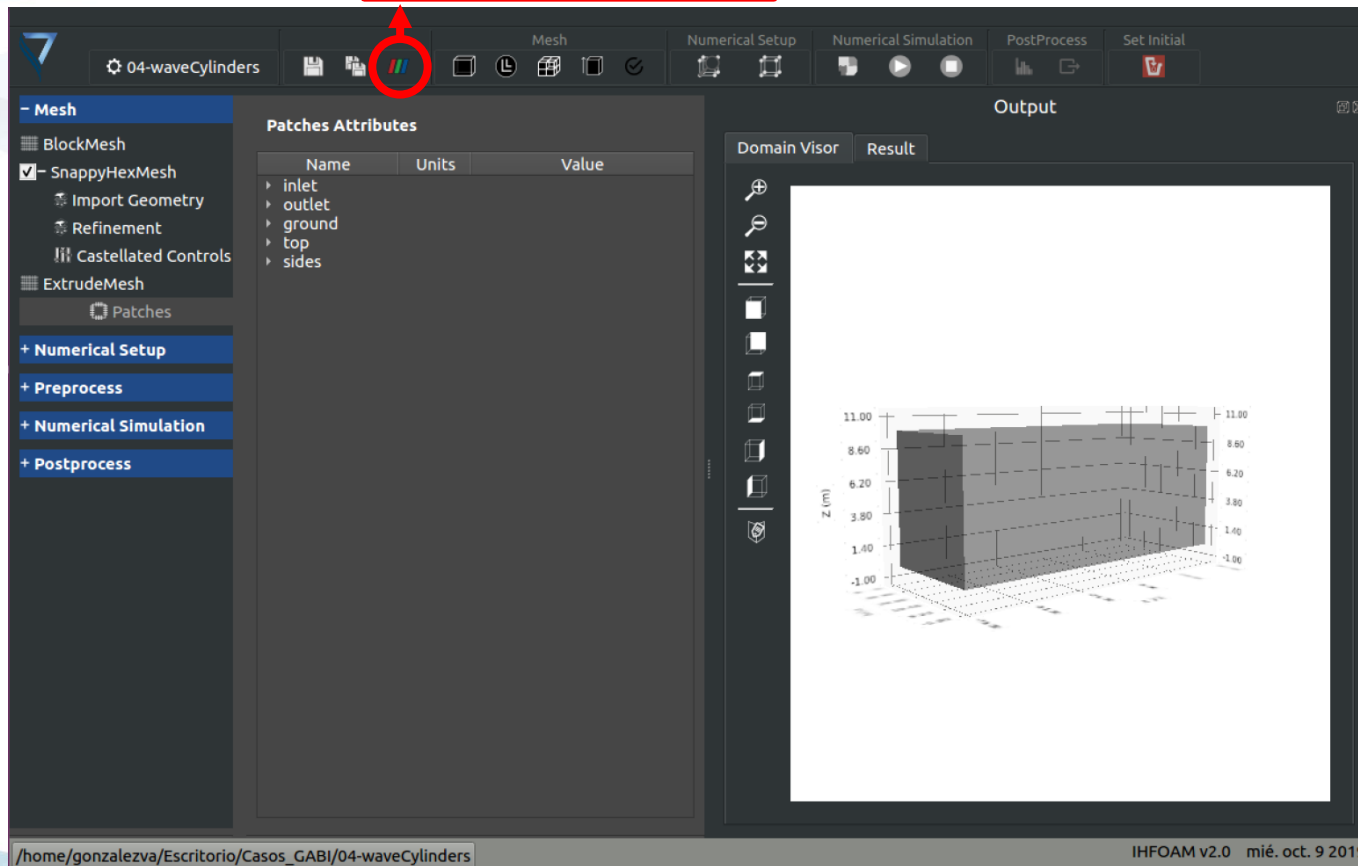 Mesh
Numerical Setup
Numerical Simulation
PostProcess
Set Initial
04-waveCylinders
− Mesh
BlockMesh
− SnappyHexMesh
Import Geometry
Refinement
Castellated Controls
ExtrudeMesh
Patches
+ Numerical Setup
+ Preprocess
+ Numerical Simulation
+ Postprocess
Patches Attributes
Name Units Value
inlet
outlet
ground
top
sides
Output
Domain Visor Result
11.00
8.60
6.20
3.80
1.40
-1.00
Z (m)
11.00
8.60
6.20
3.80
1.40
-1.00
/home/gonzalezva/Escritorio/Casos_GABI/04-waveCylinders
IHFOAM v2.0 mié. oct. 9 2019